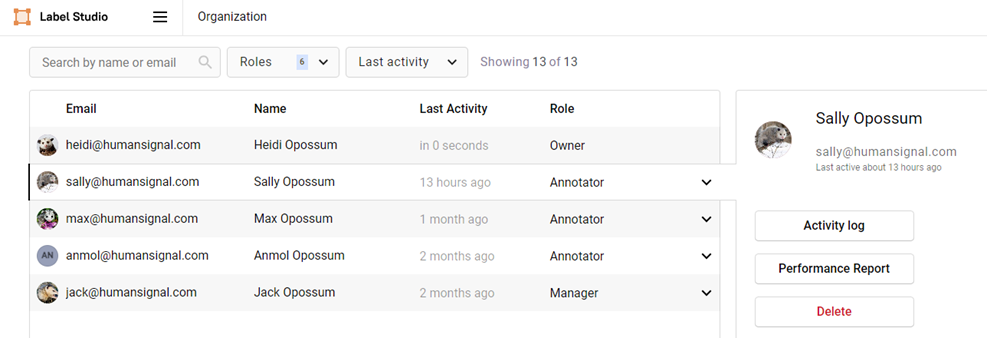 Label Studio
Organization
Search by name or email
Roles 6
Last activity
Showing 13 of 13
Email Name Last Activity Role
heidi@humansignal.com Heidi Opossum in 0 seconds Owner
sally@humansignal.com Sally Opossum 13 hours ago Annotator
max@humansignal.com Max Opossum 1 month ago Annotator
AN anmol@humansignal.com Anmol Opossum 2 months ago Annotator
jack@humansignal.com Jack Opossum 2 months ago Manager
Sally Opossum
sally@humansignal.com
Last active about 13 hours ago
Activity log
Performance Report
Delete